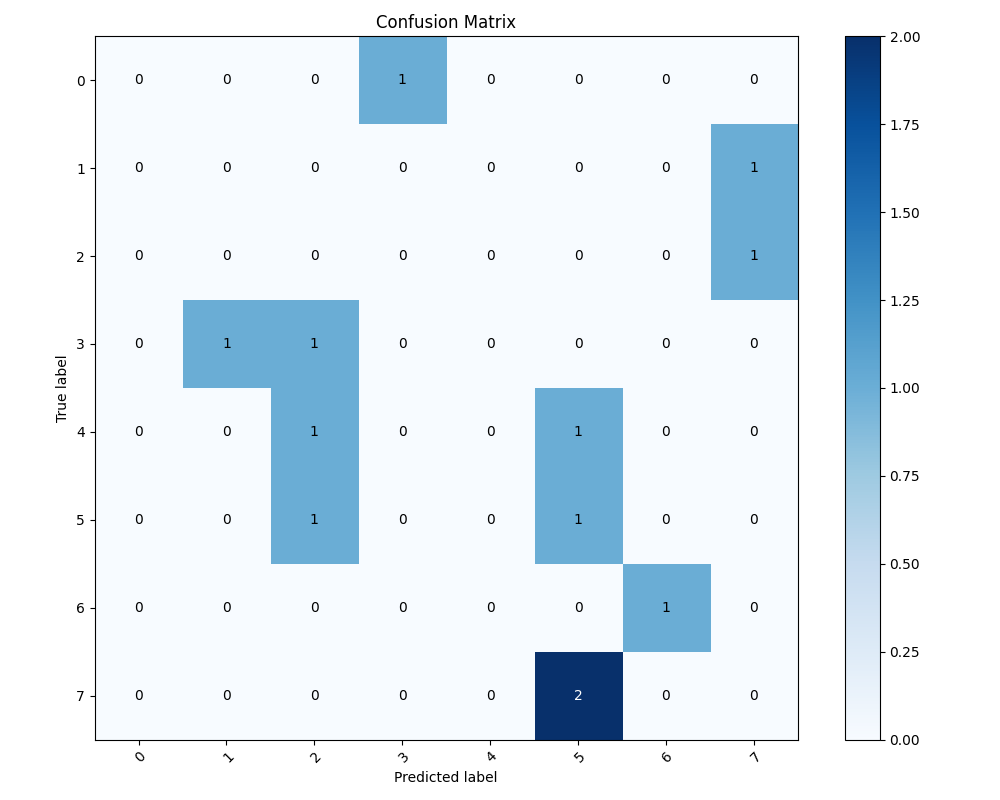 Confusion Matrix
0 0 0 0 1 0 0 0 0
1 0 0 0 0 0 0 0 1
2 0 0 0 0 0 0 0 1
3 0 1 1 0 0 0 0 0
4 0 0 1 0 0 1 0 0
5 0 0 1 0 0 1 0 0
6 0 0 0 0 0 0 1 0
7 0 0 0 0 0 2 0 0
0 1 2 3 4 5 6 7
True label
Predicted label
2.00
1.75
1.50
1.25
1.00
0.75
0.50
0.25
0.00